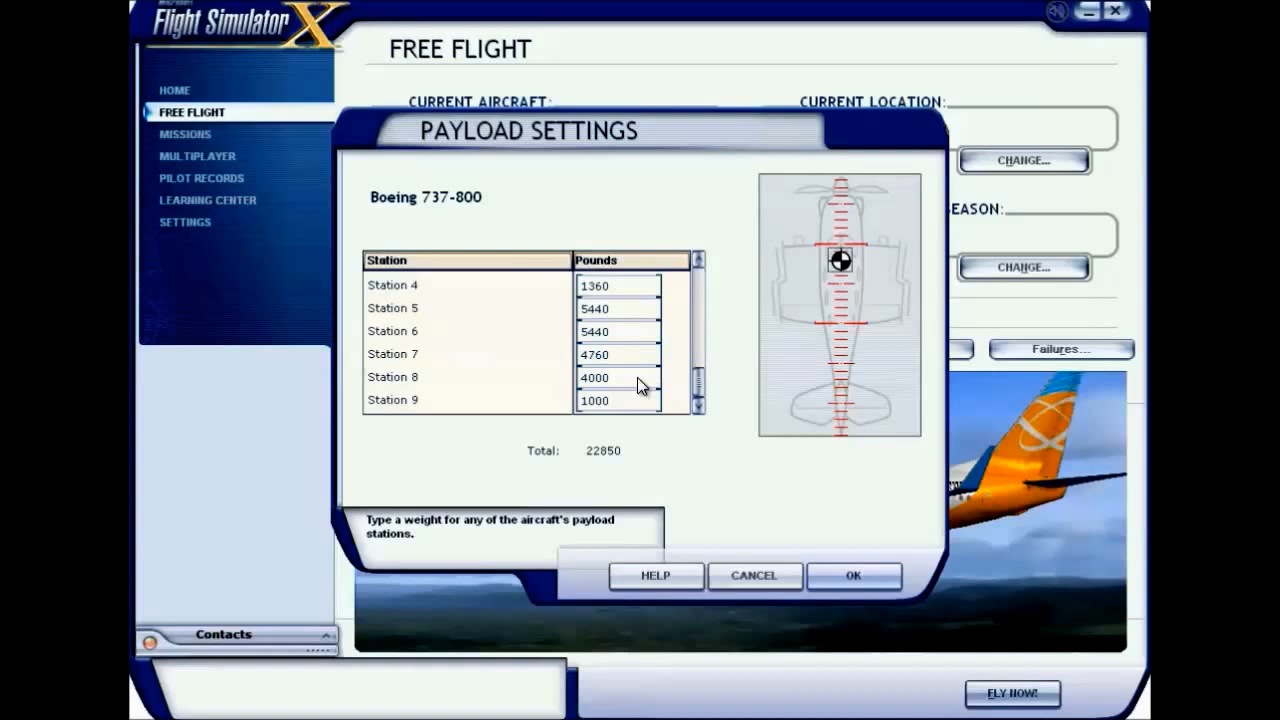 Microsoft
Flight Simulator X
FREE FLIGHT
HOME
FREE FLIGHT
MISSIONS
MULTIPLAYER
PILOT RECORDS
LEARNING CENTER
SETTINGS
CURRENT AIRCRAFT:
CURRENT LOCATION:
CHANGE...
EASON:
CHANGE...
Failures...
PAYLOAD SETTINGS
Boeing 737-800
Station Pounds
Station 4 1360
Station 5 5440
Station 6 5440
Station 7 4760
Station 8 4000
Station 9 1000
Total: 22850
Type a weight for any of the aircraft's payload
stations.
HELP CANCEL OK
Contacts
FLY NOW!